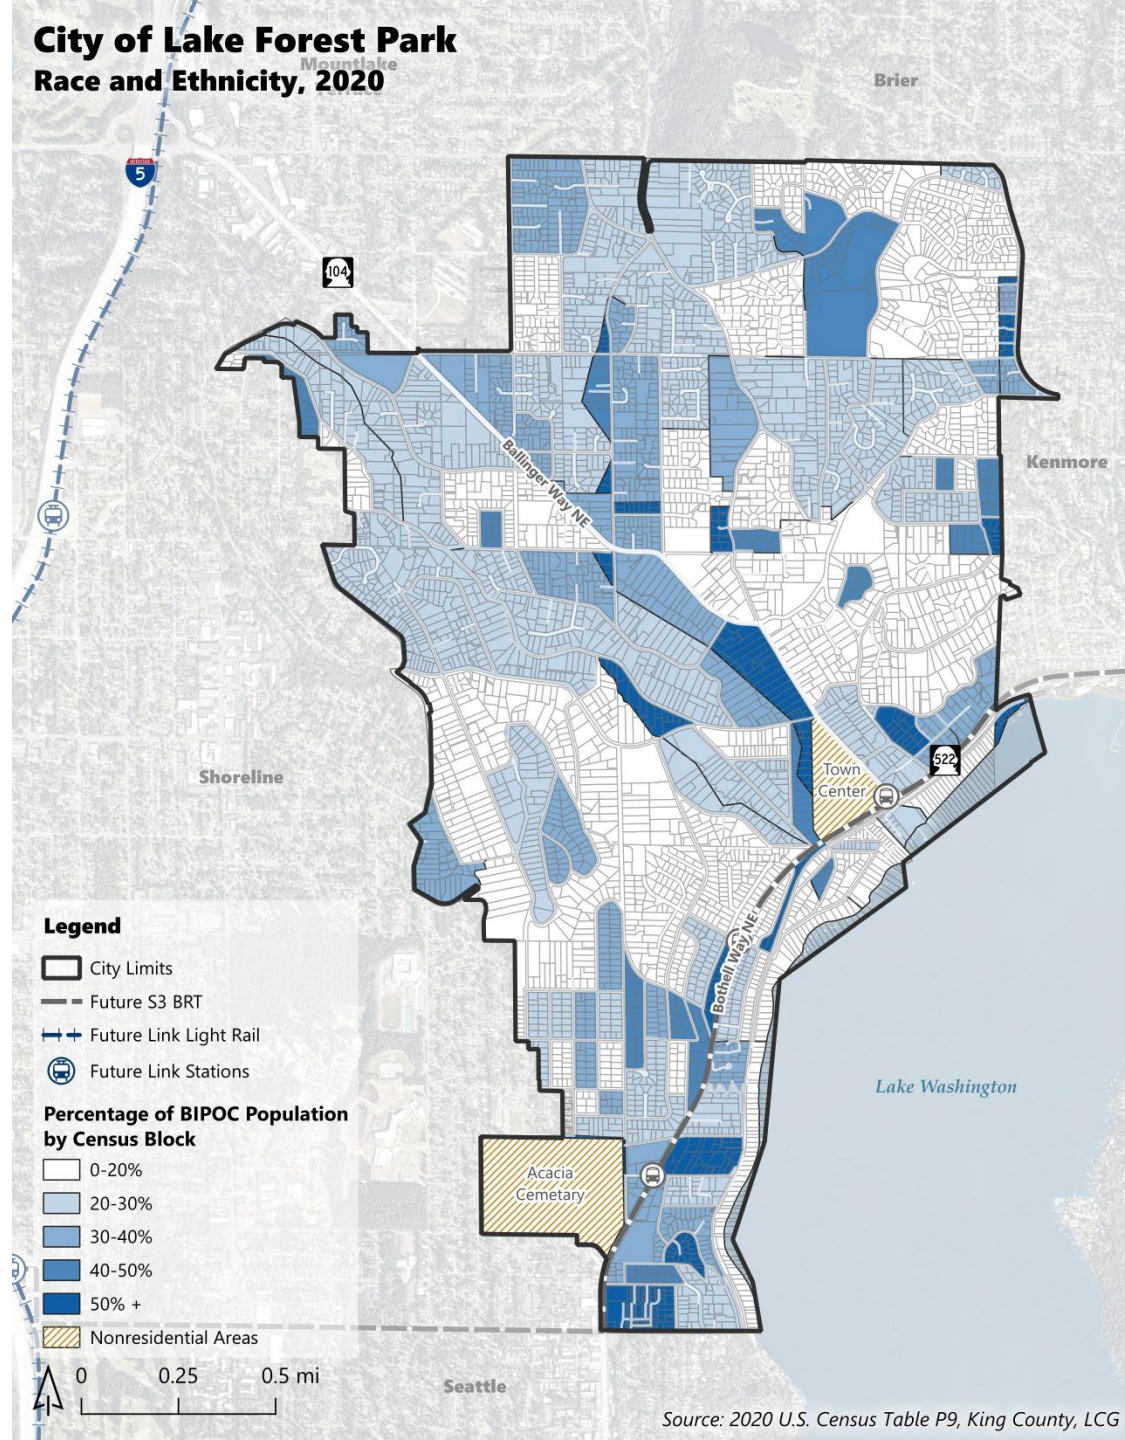 City of Lake Forest Park
Race and Ethnicity, 2020
Mountlake
Terrace
Brier
INTERSTATE
5
104
Ballinger Way NE
Kenmore
Shoreline
Town
Center
522
Bothell Way NE
Lake Washington
Acacia
Cemetary
Seattle
Legend
City Limits
Future S3 BRT
Future Link Light Rail
Future Link Stations
Percentage of BIPOC Population
by Census Block
0-20%
20-30%
30-40%
40-50%
50% +
Nonresidential Areas
0 0.25 0.5 mi
Source: 2020 U.S. Census Table P9, King County, LCG